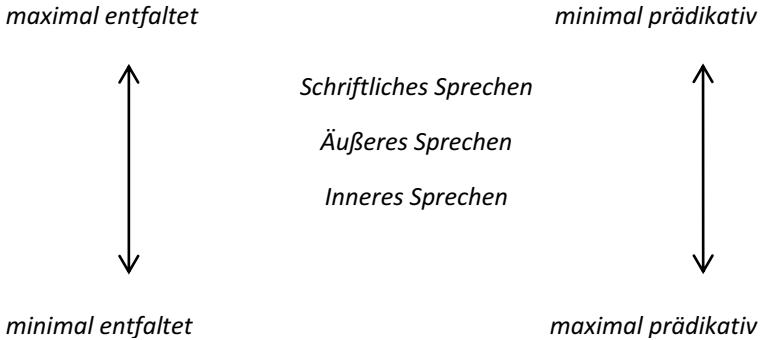 maximal entfaltet minimal prädikativ
Schriftliches Sprechen
Äußeres Sprechen
Inneres Sprechen
minimal entfaltet maximal prädikativ